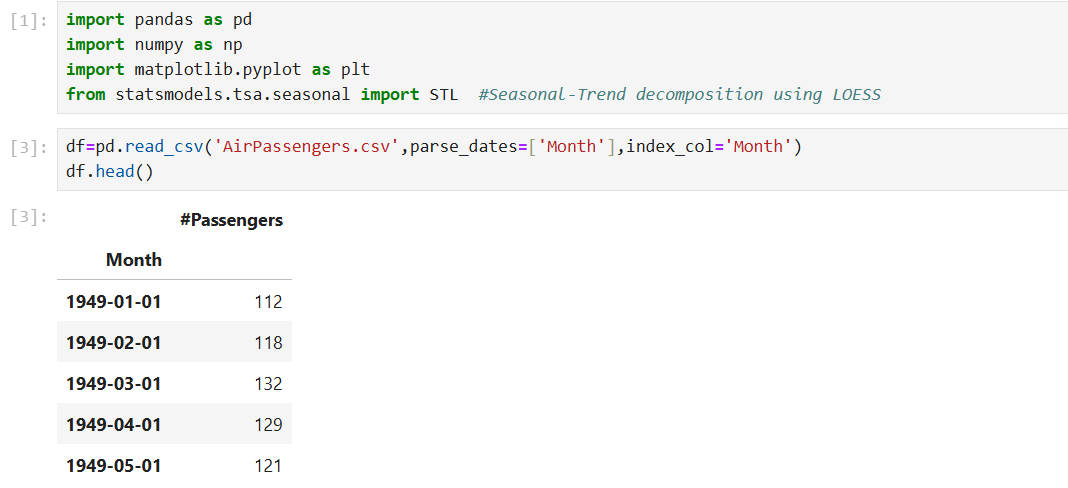 [1]: import pandas as pd
import numpy as np
import matplotlib.pyplot as plt
from statsmodels.tsa.seasonal import STL  #Seasonal-Trend decomposition using LOESS
[3]: df=pd.read_csv('AirPassengers.csv',parse_dates=['Month'],index_col='Month')
df.head()
[3]: #Passengers
Month
1949-01-01 112
1949-02-01 118
1949-03-01 132
1949-04-01 129
1949-05-01 121